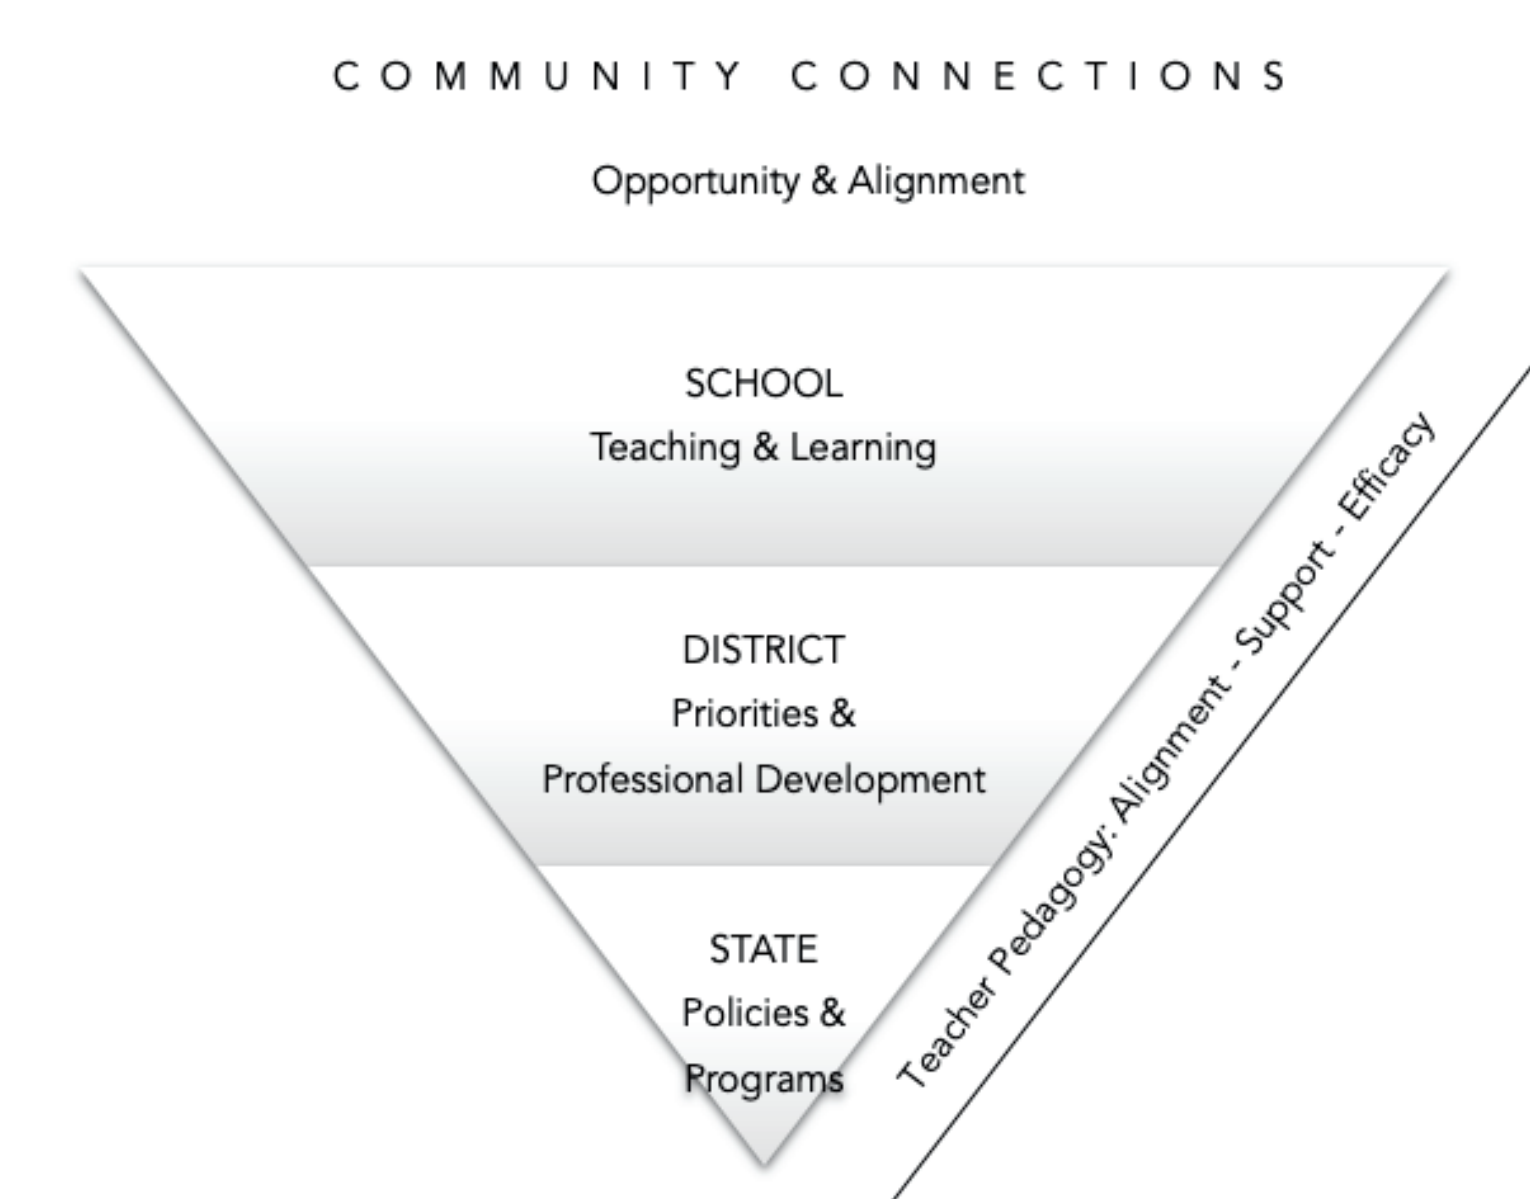 COMMUNITY CONNECTIONS
Opportunity & Alignment
SCHOOL
Teaching & Learning
DISTRICT
Priorities &
Professional Development
STATE
Policies &
Programs
Teacher Pedagogy: Alignment - Support - Efficacy